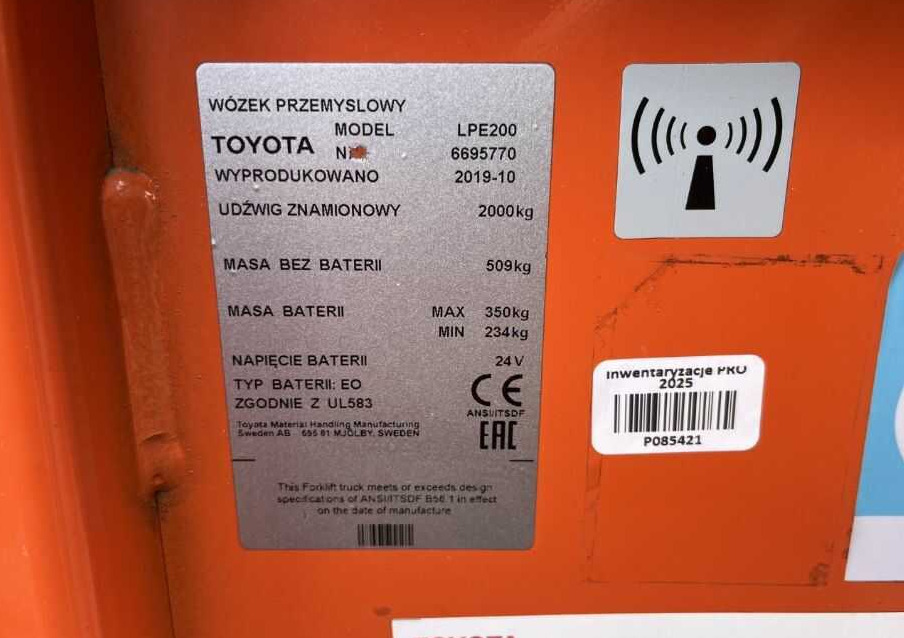 WÓZEK PRZEMYSLOWY
TOYOTA MODEL LPE200
6695770
WYPRODUKOWANO 2019-10
UDŹWIG ZNAMIONOWY 2000kg
MASA BEZ BATERII 509kg
MASA BATERII MAX 350kg
MIN 234kg
NAPIĘCIE BATERII 24V
TYP BATERII: EO
ZGODNIE Z UL583
CE
ANSI/ITSDF
EAC
Toyota Material Handling Manufacturing
Sweden AB 595 81 MJÖLBY, SWEDEN
This Forklift truck meets or exceeds design
specifications of ANSI/ITSDF B56.1 in effect
on the date of manufacture
Inwentaryzacje PRO
2025
P085421
TOYOTA